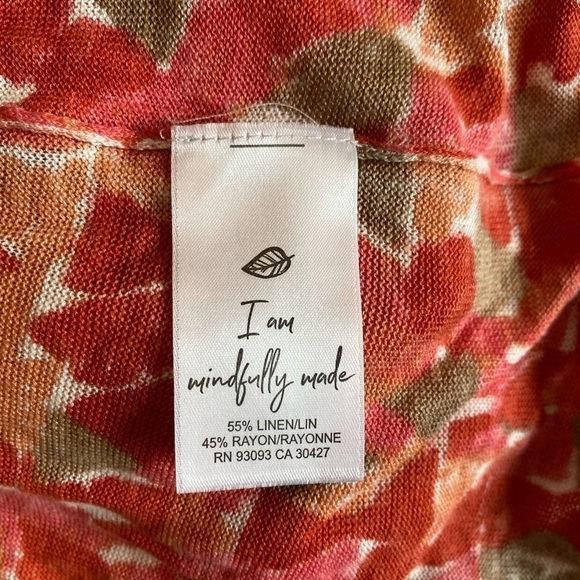 I am
mindfully made
55% LINEN/LIN
45% RAYON/RAYONNE
RN 93093 CA 30427